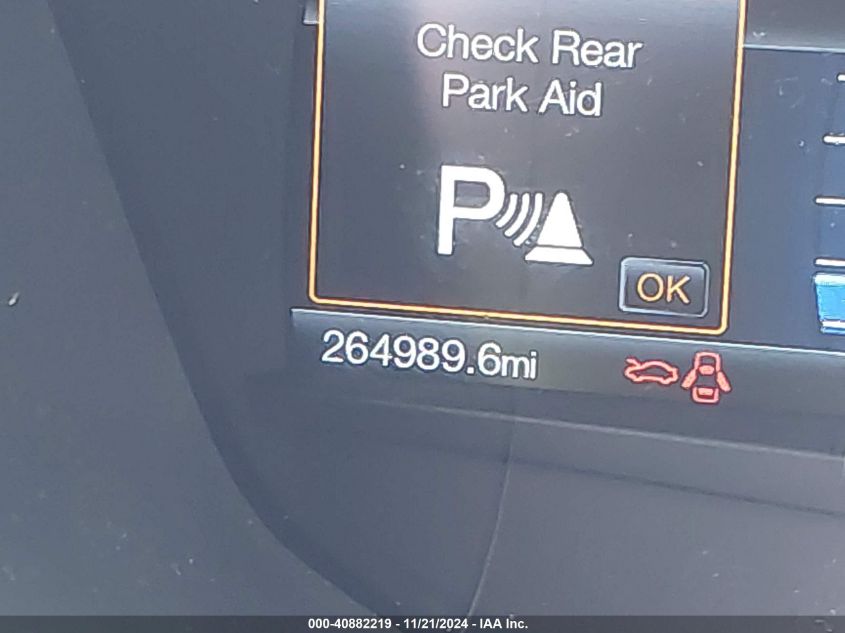 Check Rear
Park Aid
P
OK
264989.6mi
000-40882219 - 11/21/2024 - IAA Inc.